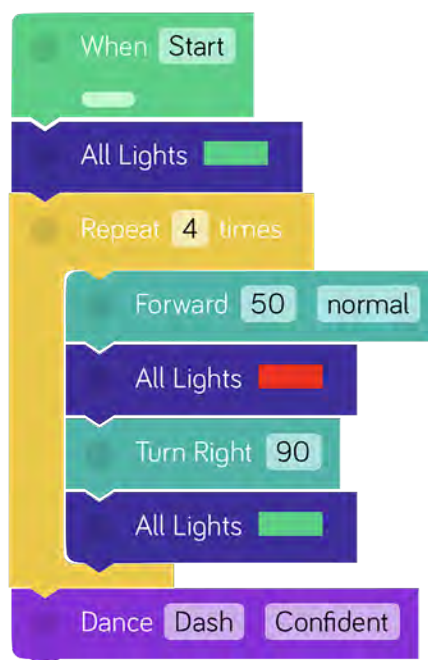 When Start
All Lights
Repeat 4 times
Forward 50 normal
All Lights
Turn Right 90
All Lights
Dance Dash Confident